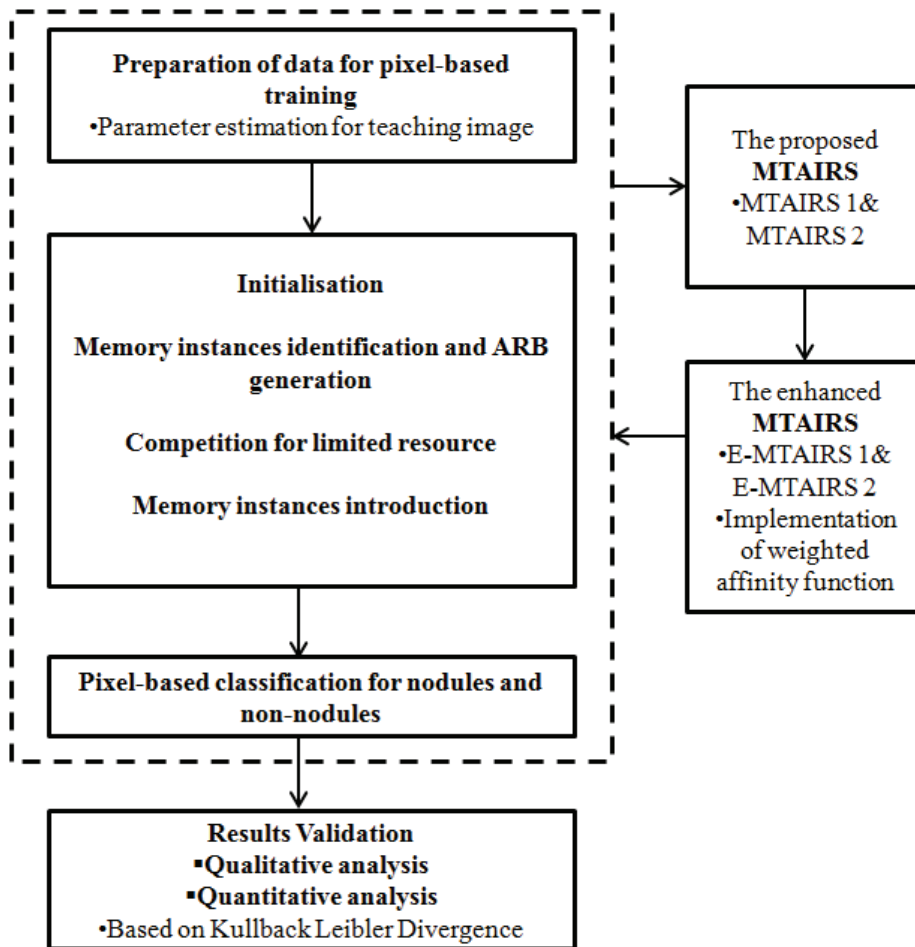 Preparation of data for pixel-based
training
•Parameter estimation for teaching image
Initialisation
Memory instances identification and ARB
generation
Competition for limited resource
Memory instances introduction
Pixel-based classification for nodules and
non-nodules
Results Validation
▪Qualitative analysis
▪Quantitative analysis
•Based on Kullback Leibler Divergence
The proposed
MTAIRS
•MTAIRS 1&
MTAIRS 2
The enhanced
MTAIRS
•E-MTAIRS 1&
E-MTAIRS 2
•Implementation
of weighted
affinity function